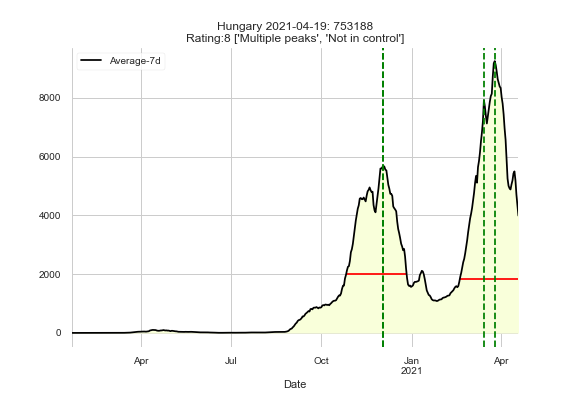 Hungary 2021-04-19: 753188
Rating:8 ['Multiple peaks', 'Not in control']
Average-7d
8000
6000
4000
2000
0
Apr
Jul
Oct
Jan
2021
Apr
Date